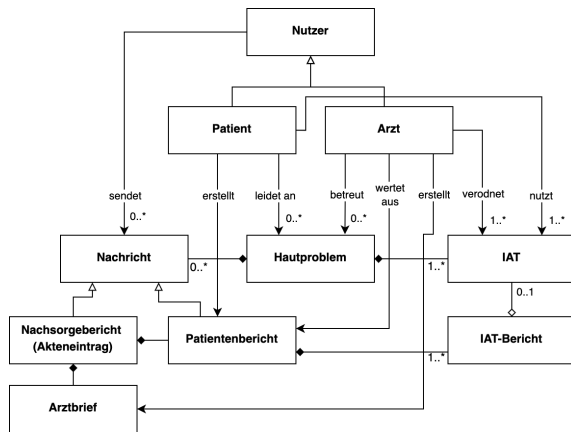 Nutzer
Patient
Arzt
sendet
erstellt
leidet an
betreut
wertet
aus
erstellt
verodnet
nutzt
0..*
0..*
0..*
1..*
1..*
Nachricht
Hautproblem
IAT
0..*
1..*
0..1
Nachsorgebericht
(Akteneintrag)
Patientenbericht
IAT-Bericht
1..*
Arztbrief